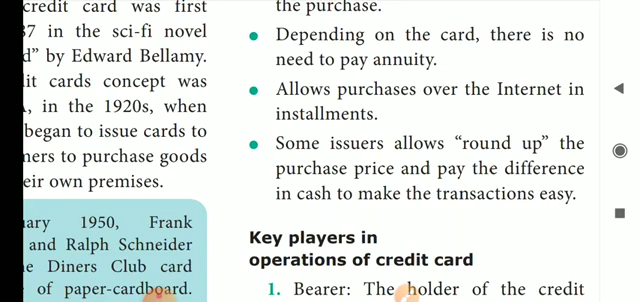 credit card was first
37 in the sci-fi novel
d” by Edward Bellamy.
dit cards concept was
A, in the 1920s, when
began to issue cards to
ners to purchase goods
eir own premises.
uary 1950, Frank
and Ralph Schneider
he Diners Club card
of paper-cardboard.
the purchase.
• Depending on the card, there is no
need to pay annuity.
• Allows purchases over the Internet in
installments.
• Some issuers allows “round up” the
purchase price and pay the difference
in cash to make the transactions easy.
Key players in
operations of credit card
1. Bearer: The holder of the credit